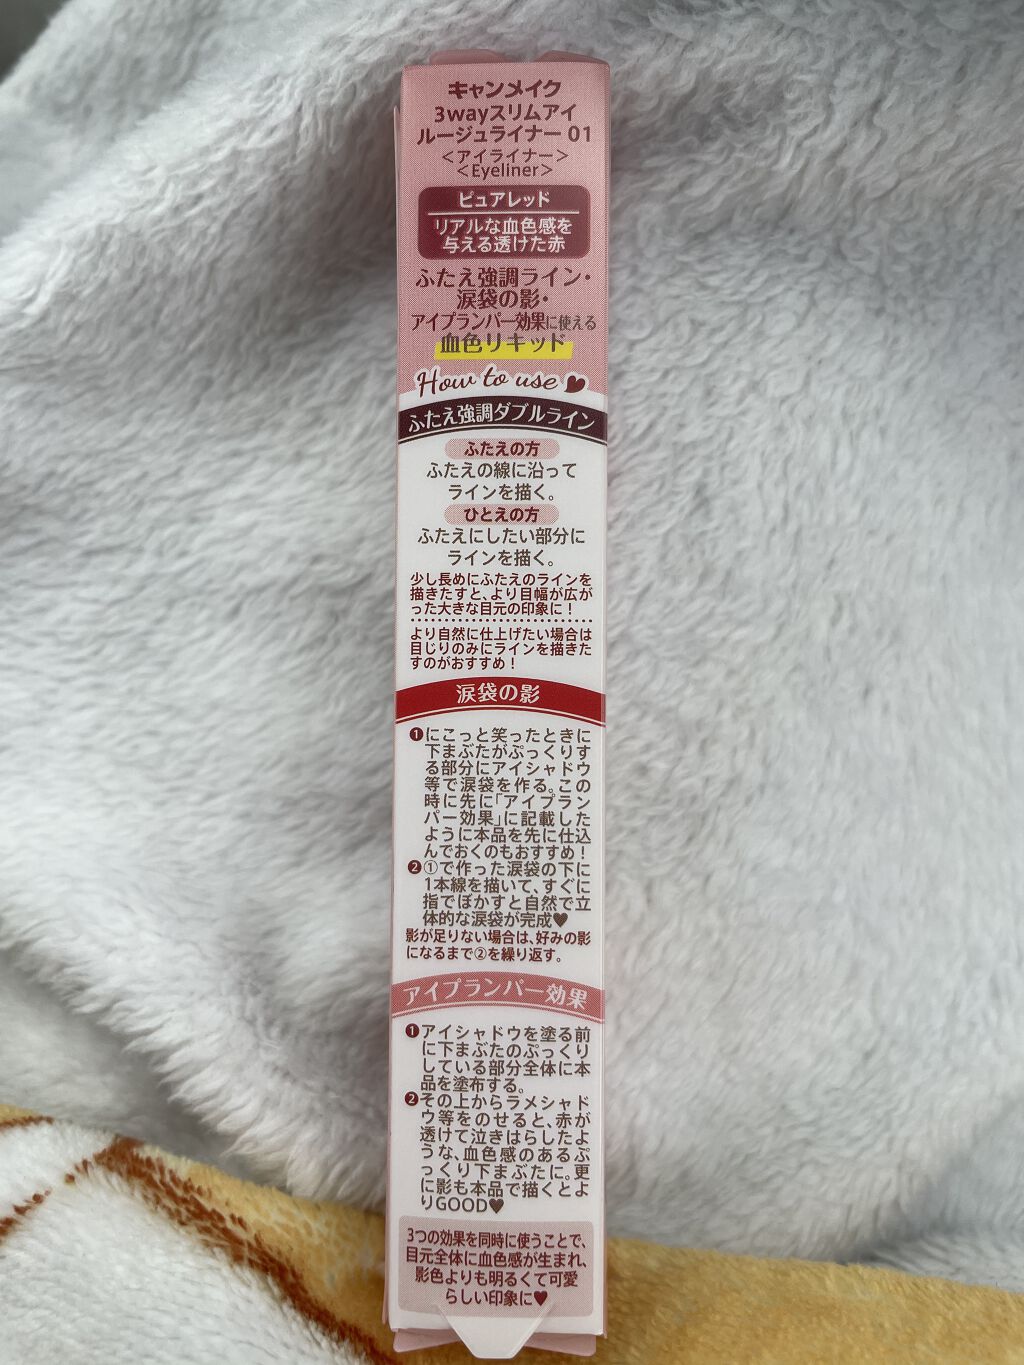 キャンメイク
3wayスリムアイ
ルージュライナー 01
＜アイライナー＞
＜Eyeliner＞
ピュアレッド
リアルな血色感を
与える透けた赤
ふたえ強調ライン・
涙袋の影・
アイプランパー効果に使える
血色リキッド
How to use
ふたえ強調ダブルライン
ふたえの方
ふたえの線に沿って
ラインを描く。
ひとえの方
ふたえにしたい部分に
ラインを描く。
少し長めにふたえのラインを
描きたすと、より目幅が広が
った大きな目元の印象に！
より自然に仕上げたい場合は
目じりのみにラインを描きた
すのがおすすめ！
涙袋の影
❶にこっと笑ったときに
下まぶたがぷっくりす
る部分にアイシャドウ
等で涙袋を作る。この
時に先に「アイプラン
パー効果」に記載した
ように本品を先に仕込
んでおくのもおすすめ！
❷①で作った涙袋の下に
1本線を描いて、すぐに
指でぼかすと自然で立
体的な涙袋が完成♥
影が足りない場合は、好みの影
になるまで②を繰り返す。
アイプランパー効果
❶アイシャドウを塗る前
に下まぶたのぷっくり
している部分全体に本
品を塗布する。
❷その上からラメシャド
ウ等をのせると、赤が
透けて泣きはらしたよ
うな、血色感のあるぷ
っくり下まぶたに。更
に影も本品で描くとよ
りGOOD♥
3つの効果を同時に使うことで、
目元全体に血色感が生まれ、
影色よりも明るくて可愛
らしい印象に♥